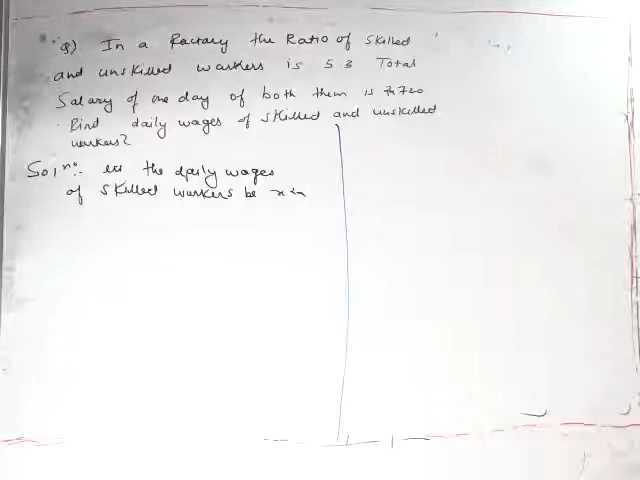 Q) In a factory the Ratio of skilled
and unskilled workers is 5 3 Total
Salary of one day of both them is ₹ 720
Find daily wages of skilled and unskilled
workers?
Soln:- let the daily wages
of skilled workers be x